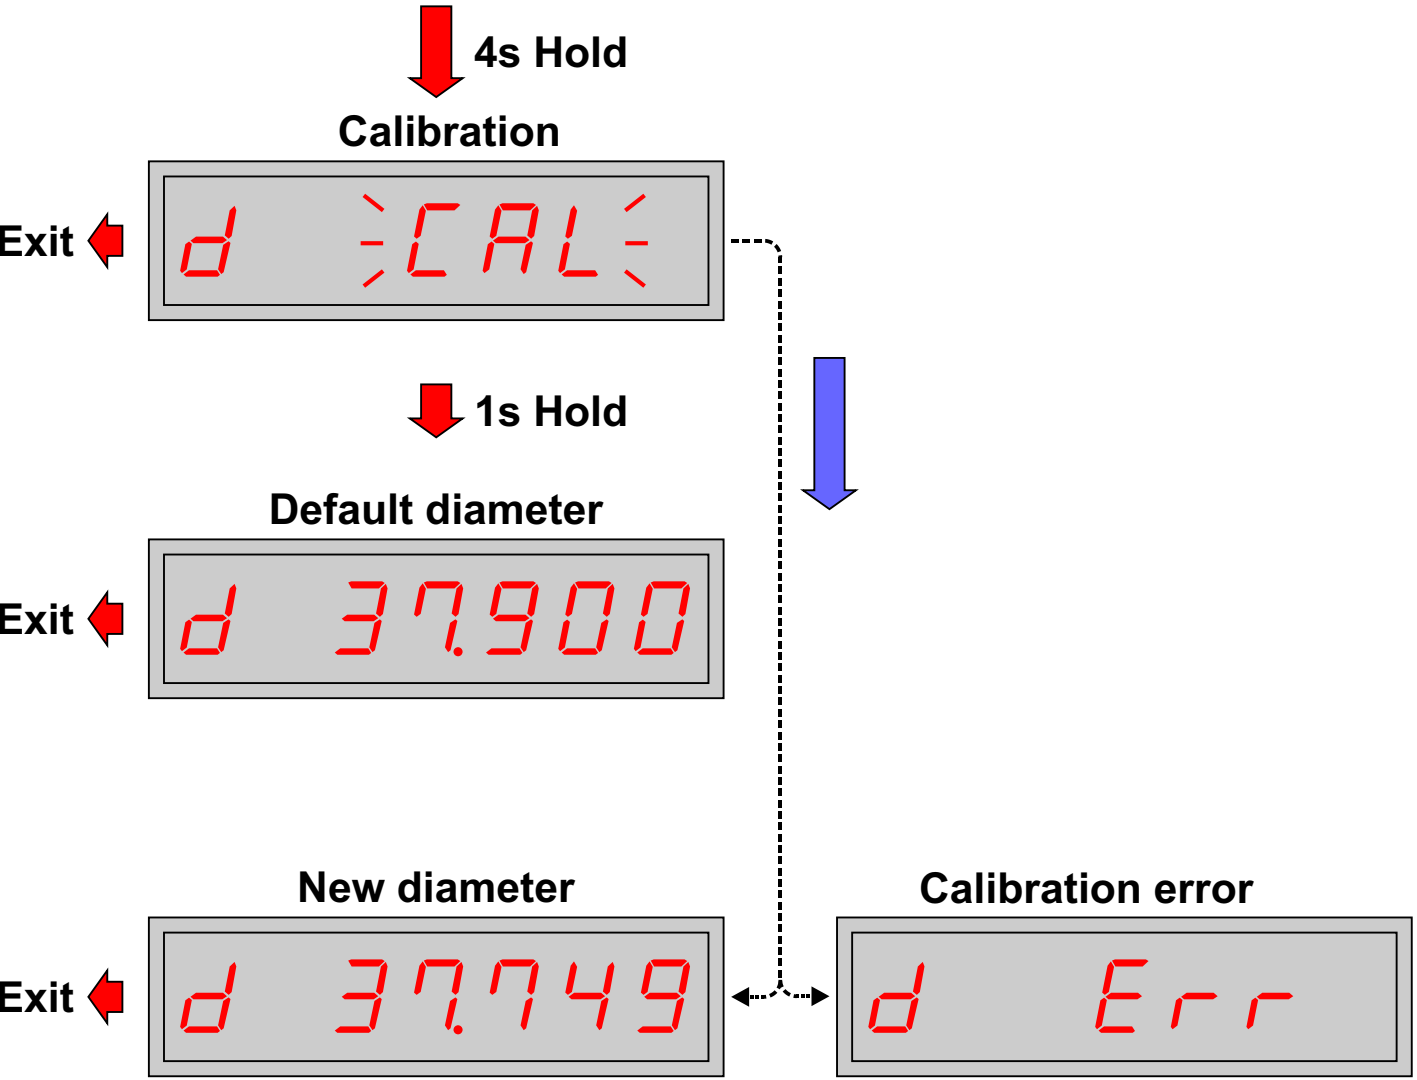 4s Hold
Calibration
Exit
d CAL
1s Hold
Default diameter
Exit
d 37.900
New diameter
Calibration error
Exit
d 37.749
d Err